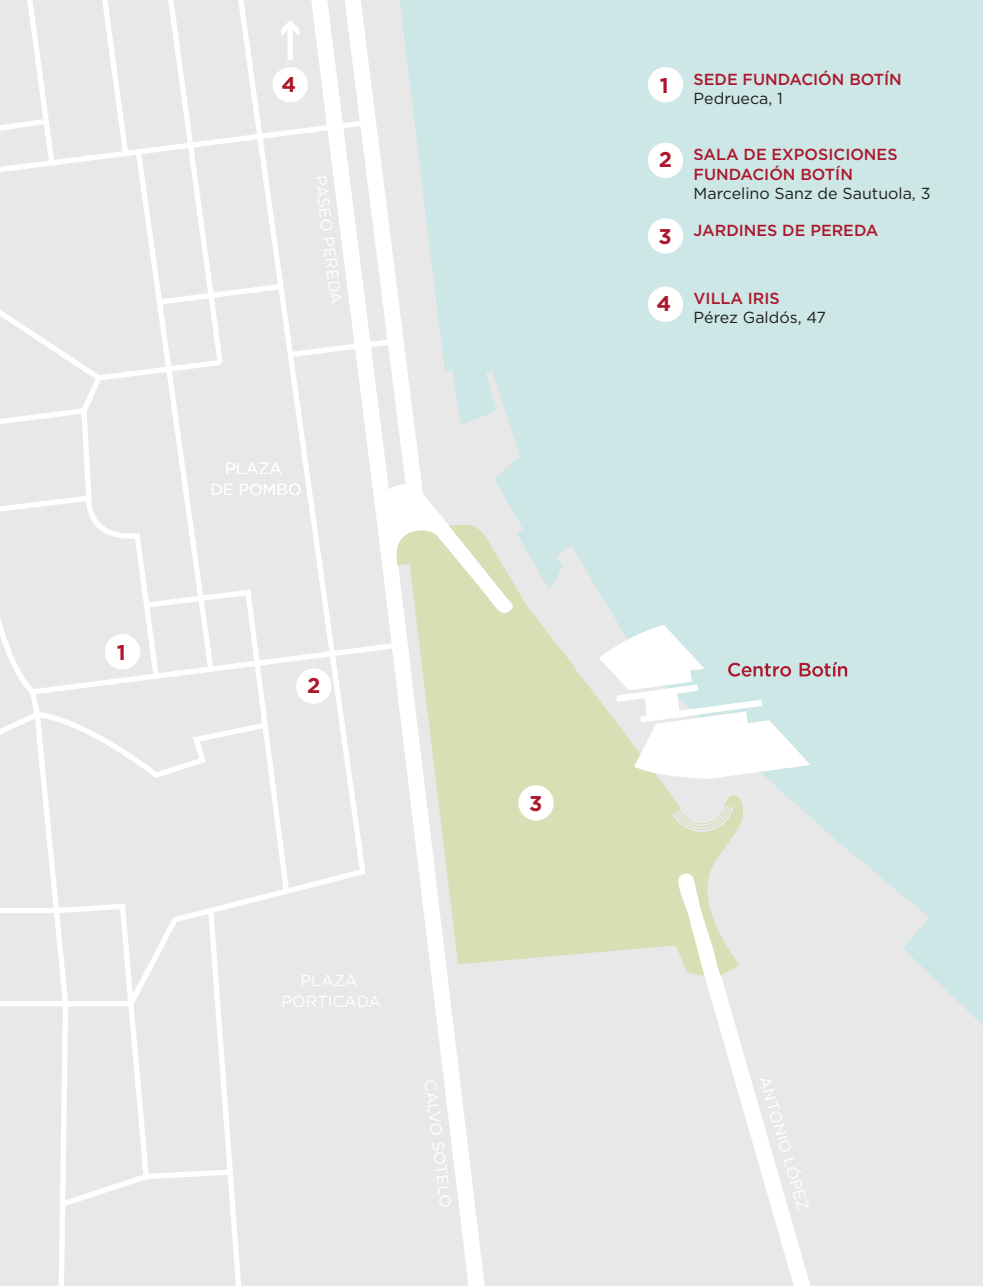 4
1
SEDE FUNDACIÓN BOTÍN
Pedrueca, 1
2
SALA DE EXPOSICIONES
FUNDACIÓN BOTÍN
Marcelino Sanz de Sautuola, 3
3
JARDINES DE PEREDA
4
VILLA IRIS
Pérez Galdós, 47
PASEO PEREDA
PLAZA
DE POMBO
1
2
Centro Botín
3
PLAZA
PORTICADA
CALVO SOTELO
ANTONIO LÓPEZ